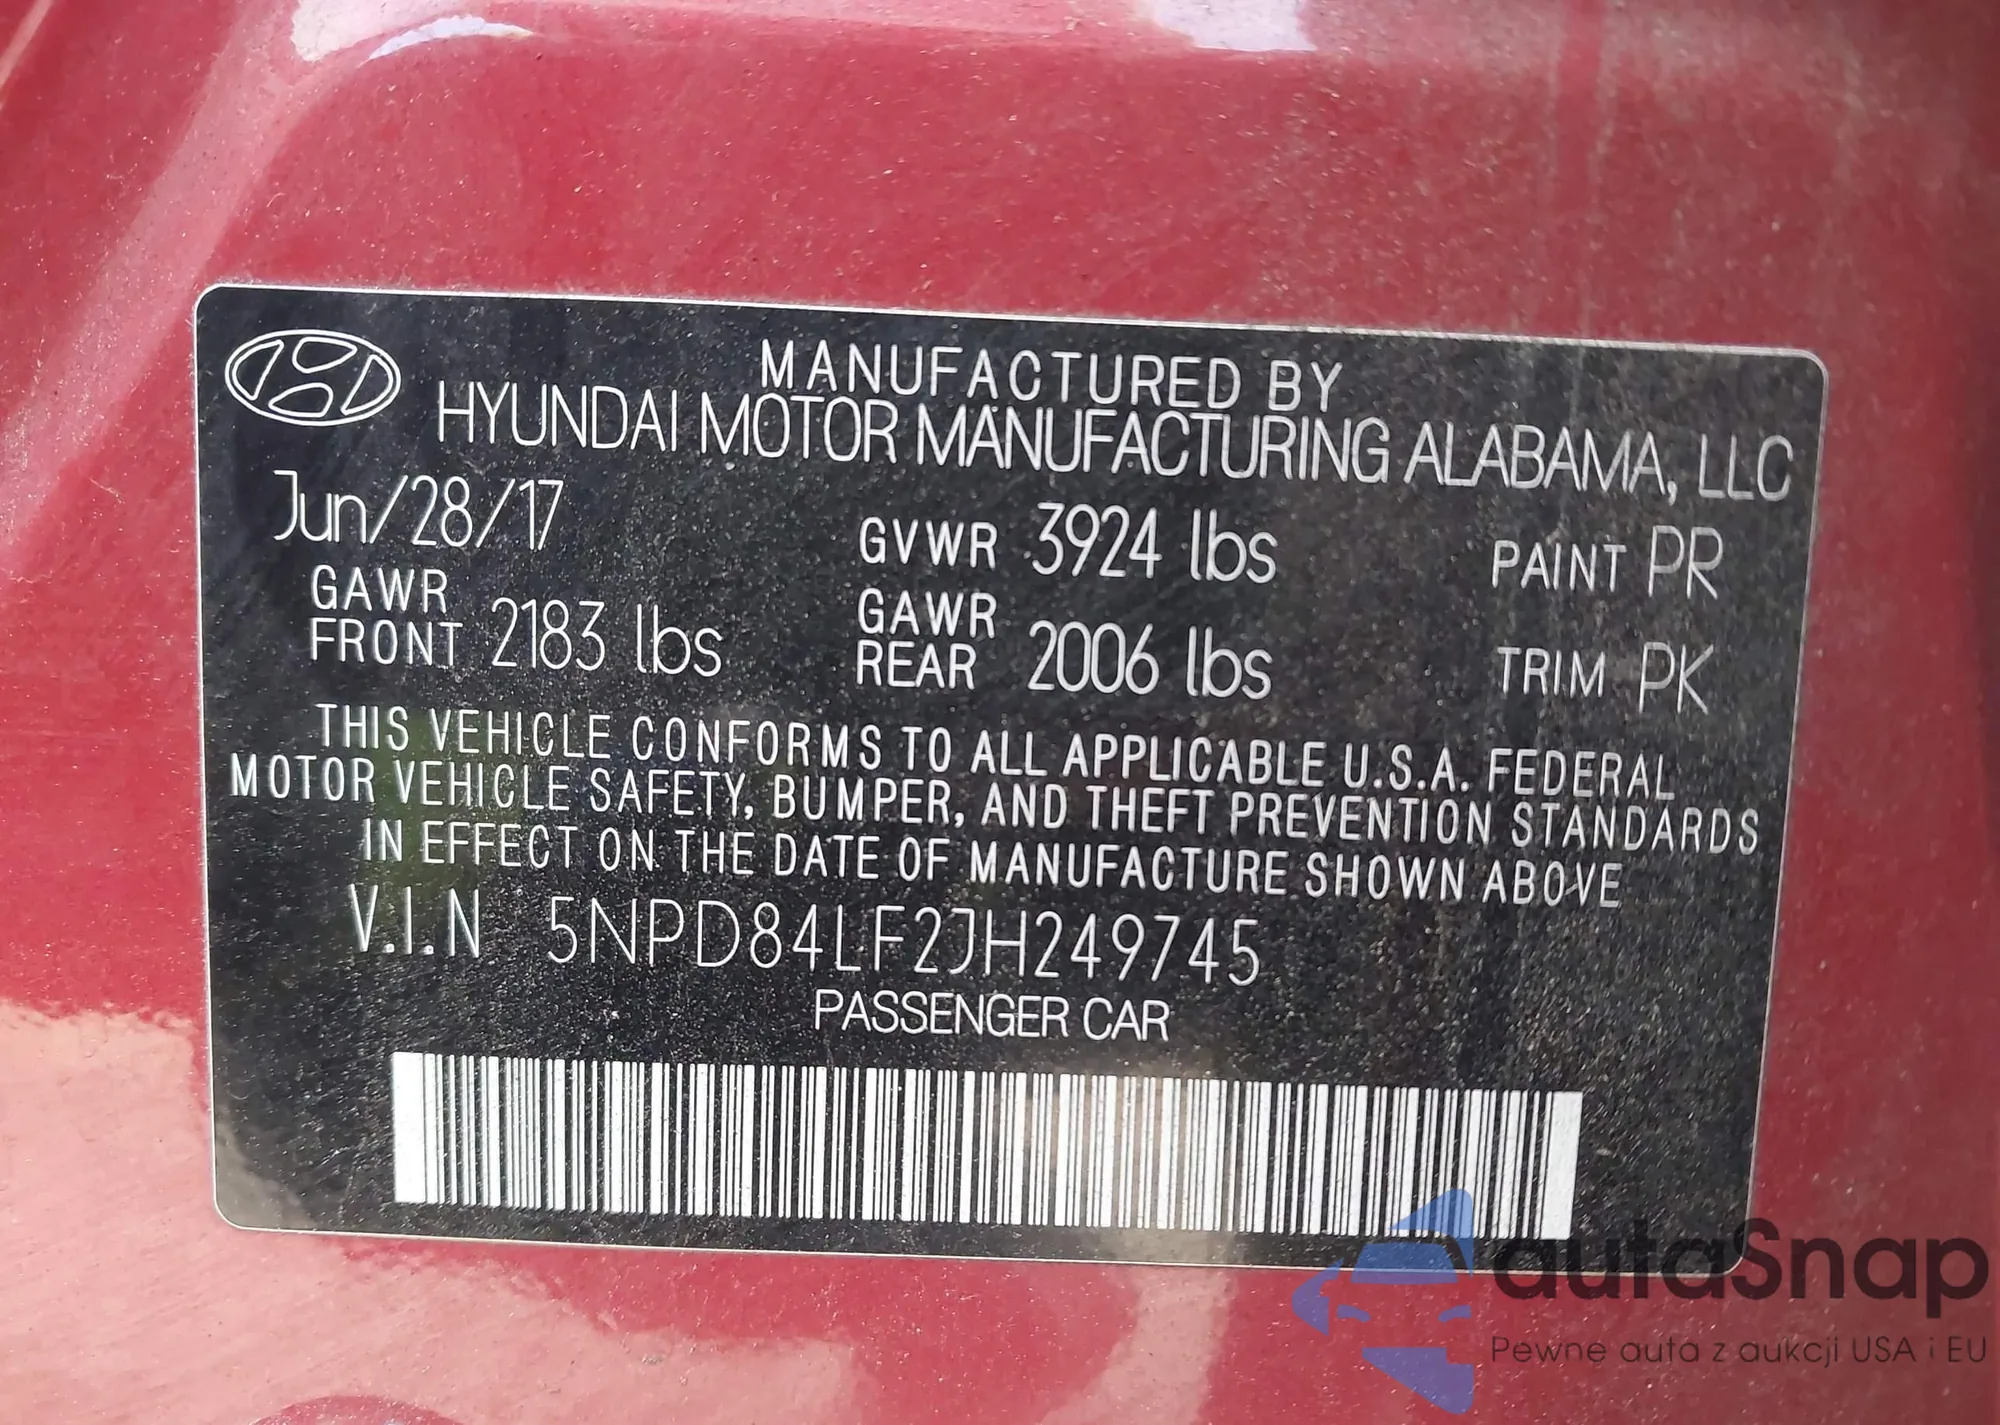 MANUFACTURED BY
HYUNDAI MOTOR MANUFACTURING ALABAMA, LLC
Jun/28/17 GVWR 3924 lbs PAINT PR
GAWR FRONT 2183 lbs GAWR REAR 2006 lbs TRIM PK
THIS VEHICLE CONFORMS TO ALL APPLICABLE U.S.A. FEDERAL
MOTOR VEHICLE SAFETY, BUMPER, AND THEFT PREVENTION STANDARDS
IN EFFECT ON THE DATE OF MANUFACTURE SHOWN ABOVE
V.I.N 5NPD84LF2JH249745
PASSENGER CAR
autaSnap
Pewne auta z aukcji USA i EU